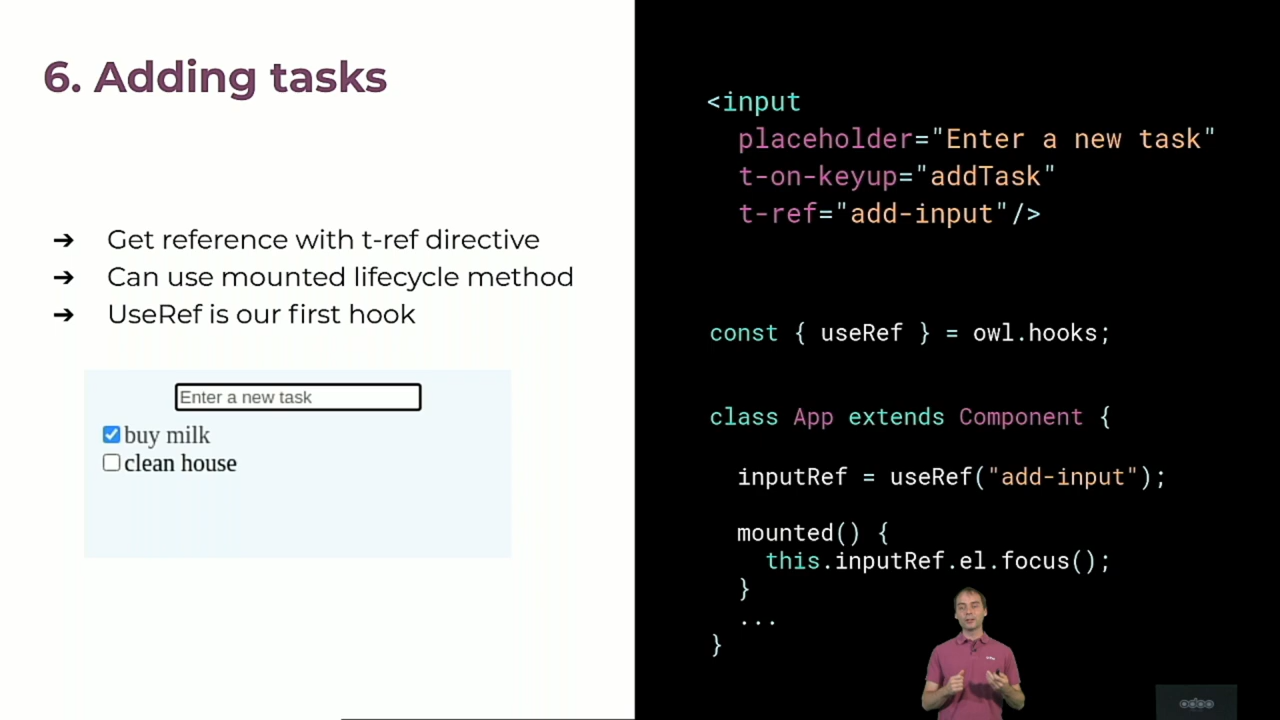 6. Adding tasks
➔ Get reference with t-ref directive
➔ Can use mounted lifecycle method
➔ UseRef is our first hook
Enter a new task
buy milk
clean house
<input
placeholder="Enter a new task"
t-on-keyup="addTask"
t-ref="add-input"/>
const { useRef } = owl.hooks;
class App extends Component {
inputRef = useRef("add-input");
mounted() {
this.inputRef.el.focus();
}
...
}
odoo